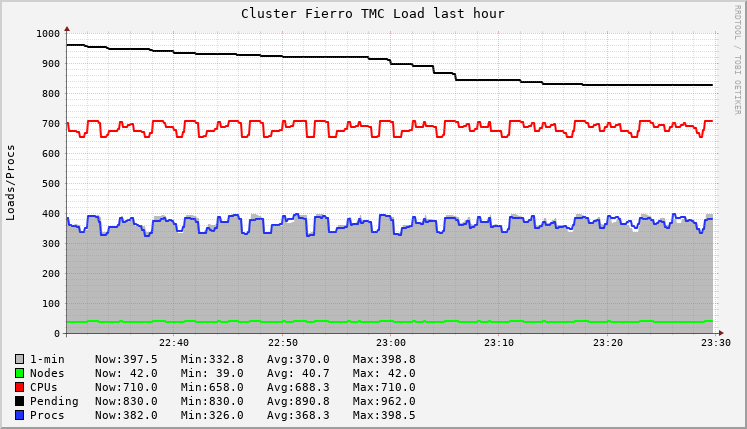 Cluster Fierro TMC Load last hour
RRDTOOL / TOBI OETIKER
Loads/Procs
1000
900
800
700
600
500
400
300
200
100
0
22:40 22:50 23:00 23:10 23:20 23:30
1-min Now:397.5 Min:332.8 Avg:370.0 Max:398.8
Nodes Now: 42.0 Min: 39.0 Avg: 40.7 Max: 42.0
CPUs Now:710.0 Min:658.0 Avg:688.3 Max:710.0
Pending Now:830.0 Min:830.0 Avg:890.8 Max:962.0
Procs Now:382.0 Min:326.0 Avg:368.3 Max:398.5